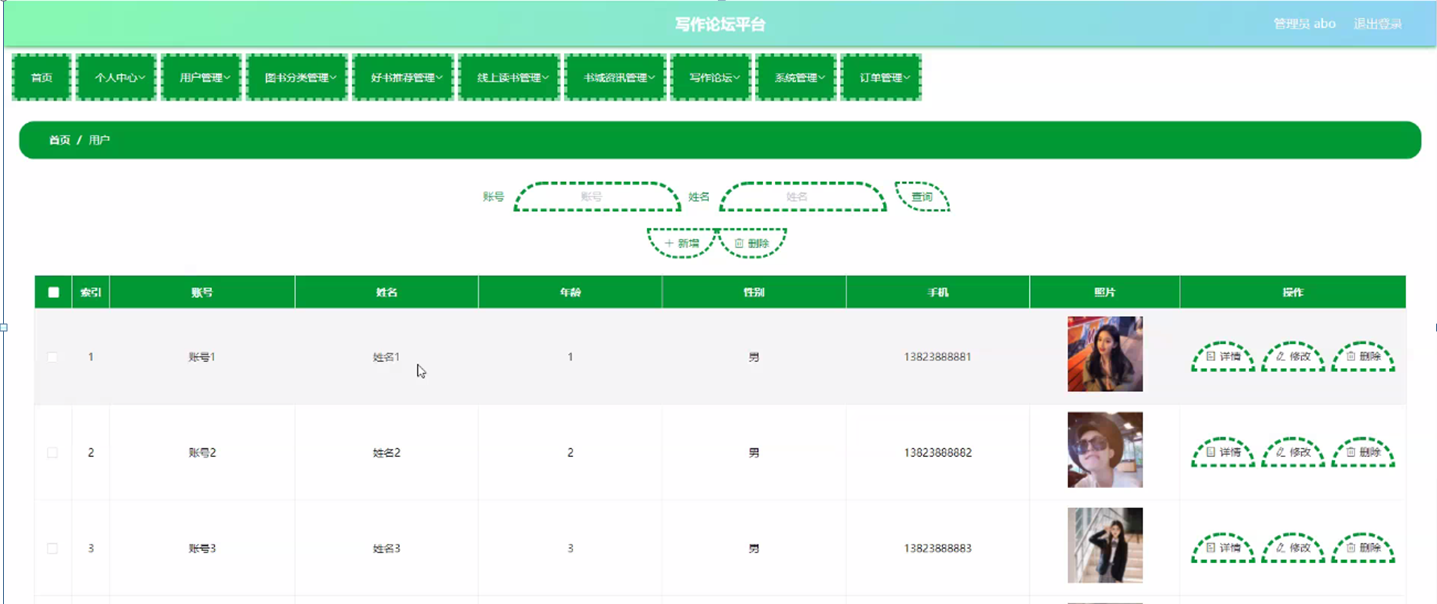 写作论坛平台
管理员 abo 退出登录
首页 个人中心 用户管理 图书分类管理 好书推荐管理 线上读书管理 书城资讯管理 写作论坛 系统管理 订单管理
首页 / 用户
账号 账号 姓名 姓名 查询
新增 删除
索引 账号 姓名 年龄 性别 手机 照片 操作
1 账号1 姓名1 1 男 13823888881 详情 修改 删除
2 账号2 姓名2 2 男 13823888882 详情 修改 删除
3 账号3 姓名3 3 男 13823888883 详情 修改 删除